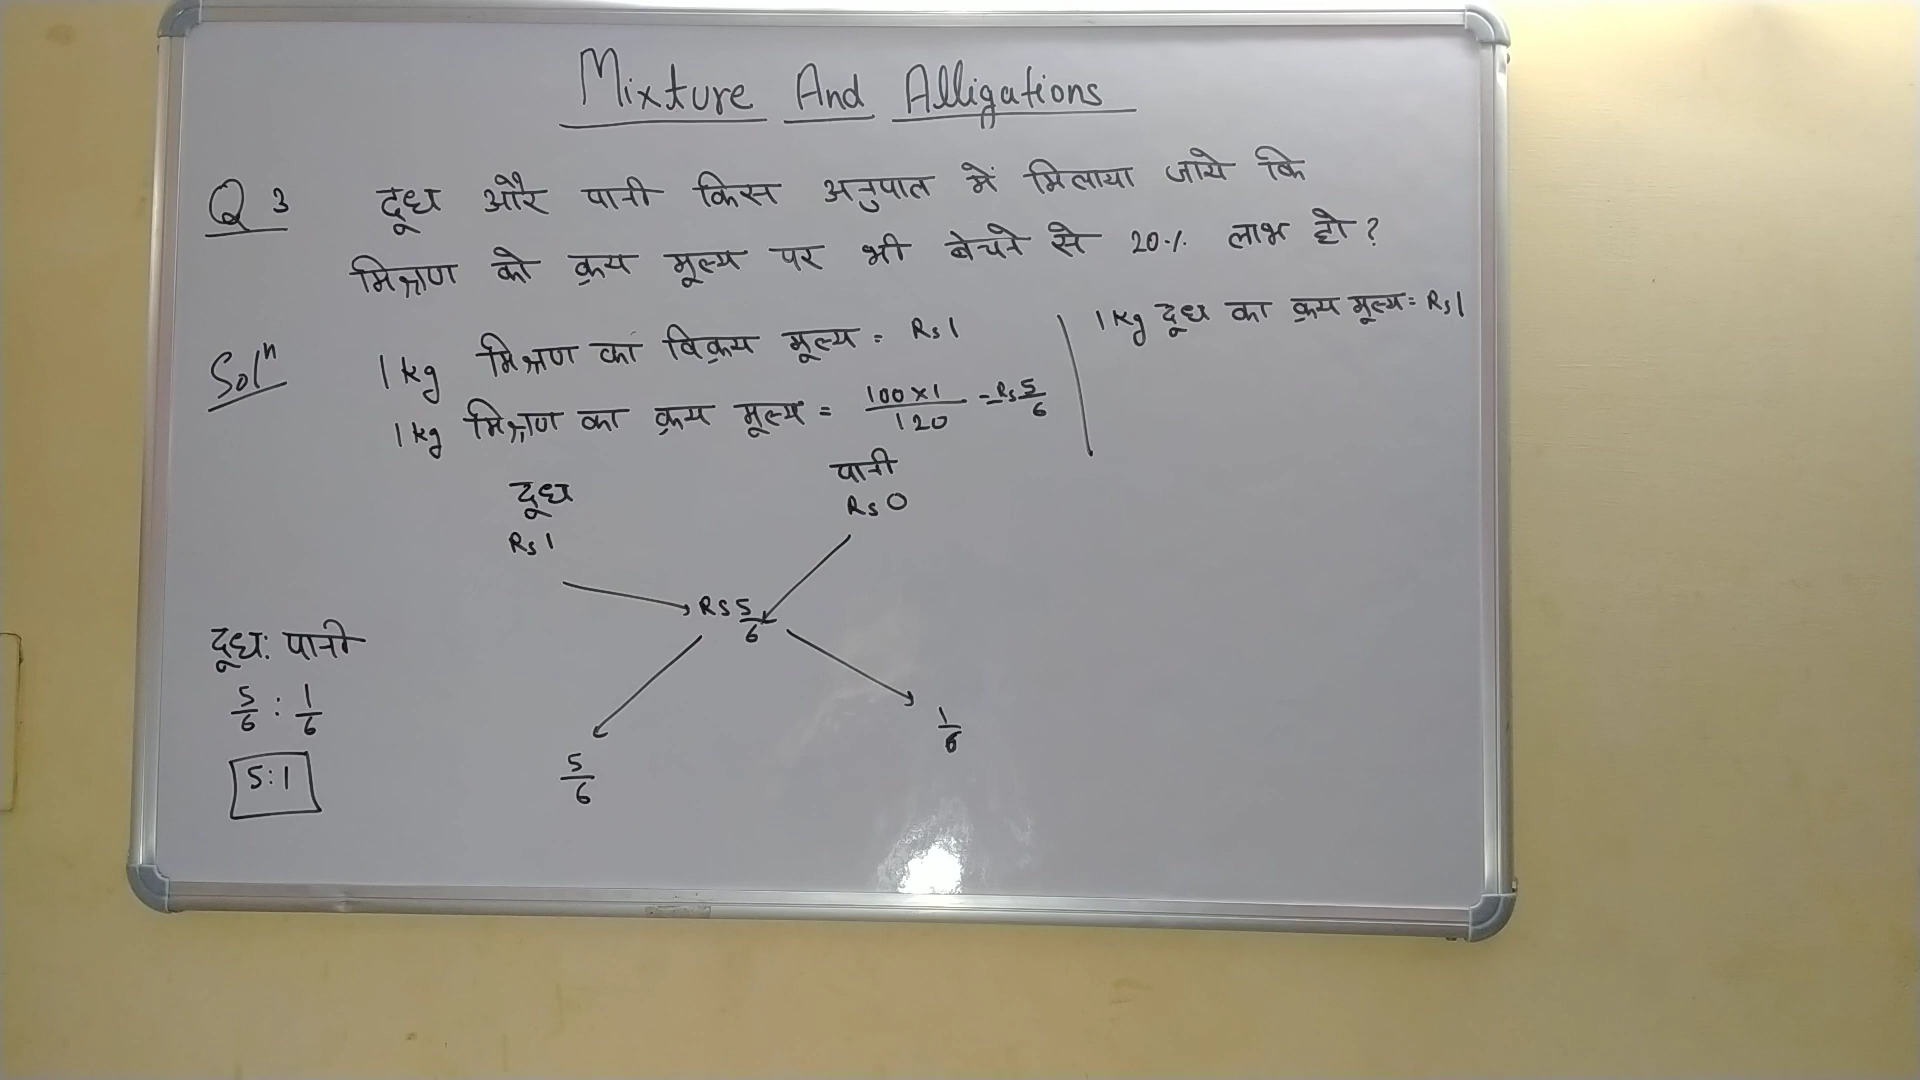 Mixture And Alligations
Q 3 दूध और पानी किस अनुपात में मिलाया जाये कि
मिश्रण को क्रय मूल्य पर भी बेचने से 20% लाभ हो?
Solⁿ 1 kg मिश्रण का विक्रय मूल्य = Rs 1
1 kg दूध का क्रय मूल्य = Rs 1
1 kg मिश्रण का क्रय मूल्य = 100×1/120 = Rs 5/6
दूध पानी
Rs 1 Rs 0
Rs 5/6
5/6 1/6
दूध : पानी
5/6 : 1/6
5:1